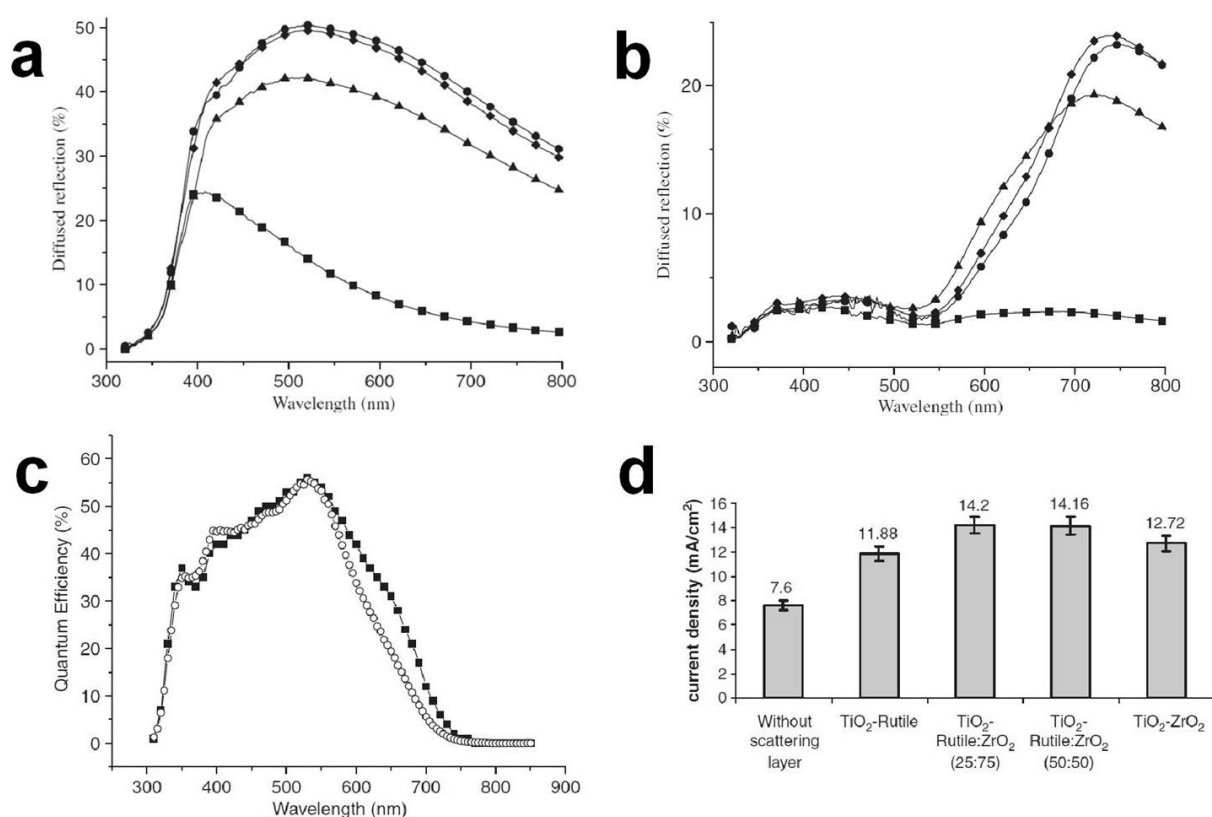 a
50
40
30
20
10
0
Diffused reflection (%)
300 400 500 600 700 800
Wavelength (nm)
b
20
10
0
Diffused reflection (%)
300 400 500 600 700 800
Wavelength (nm)
c
60
50
40
30
20
10
0
Quantum Efficiency (%)
300 400 500 600 700 800 900
Wavelength (nm)
d
16
14
12
10
8
6
4
2
0
current density (mA/cm²)
7.6
11.88
14.2
14.16
12.72
Without
scattering
layer
TiO₂-Rutile
TiO₂-
Rutile:ZrO₂
(25:75)
TiO₂-
Rutile:ZrO₂
(50:50)
TiO₂-ZrO₂